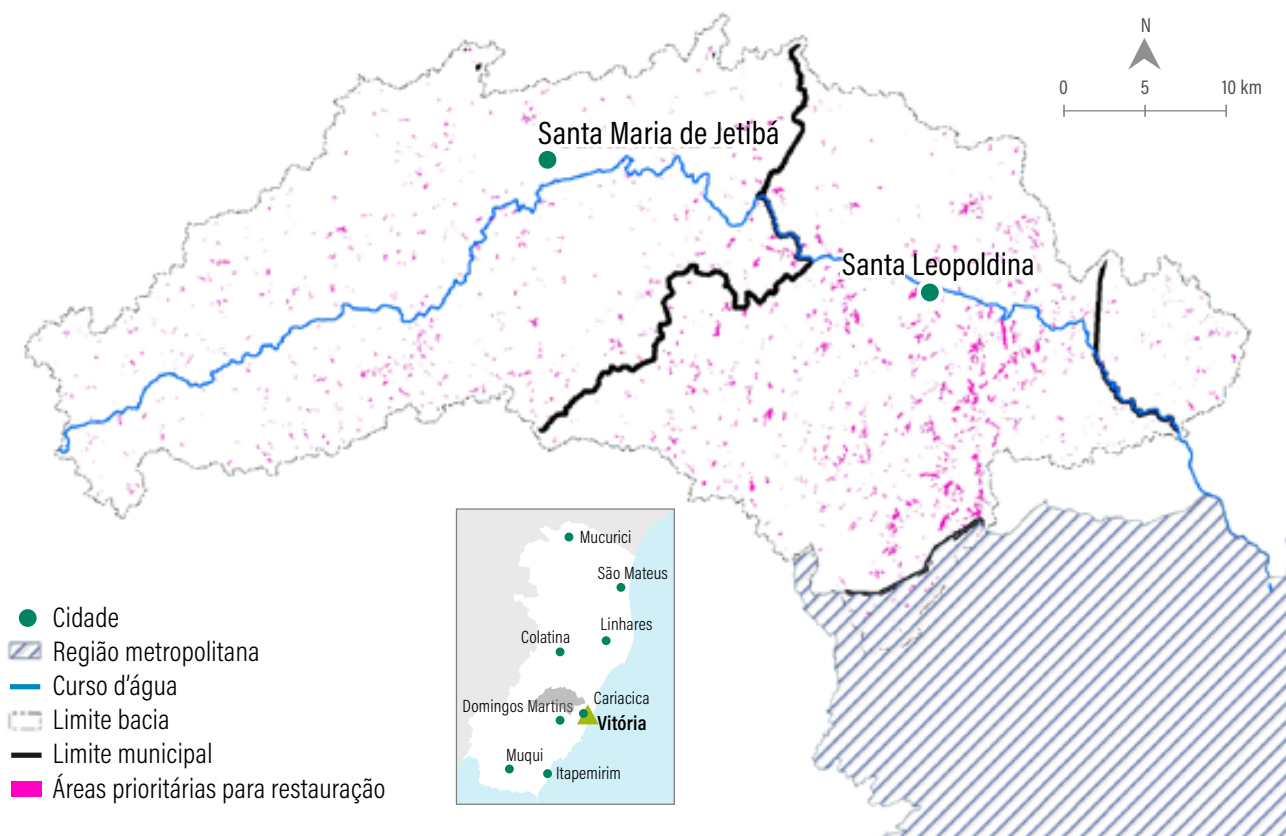 N
0 5 10 km
Santa Maria de Jetibá
Santa Leopoldina
Mucurici
São Mateus
Linhares
Colatina
Cariacica
Domingos Martins
Vitória
Muqui
Itapemirim
Cidade
Região metropolitana
Curso d'água
Limite bacia
Limite municipal
Áreas prioritárias para restauração